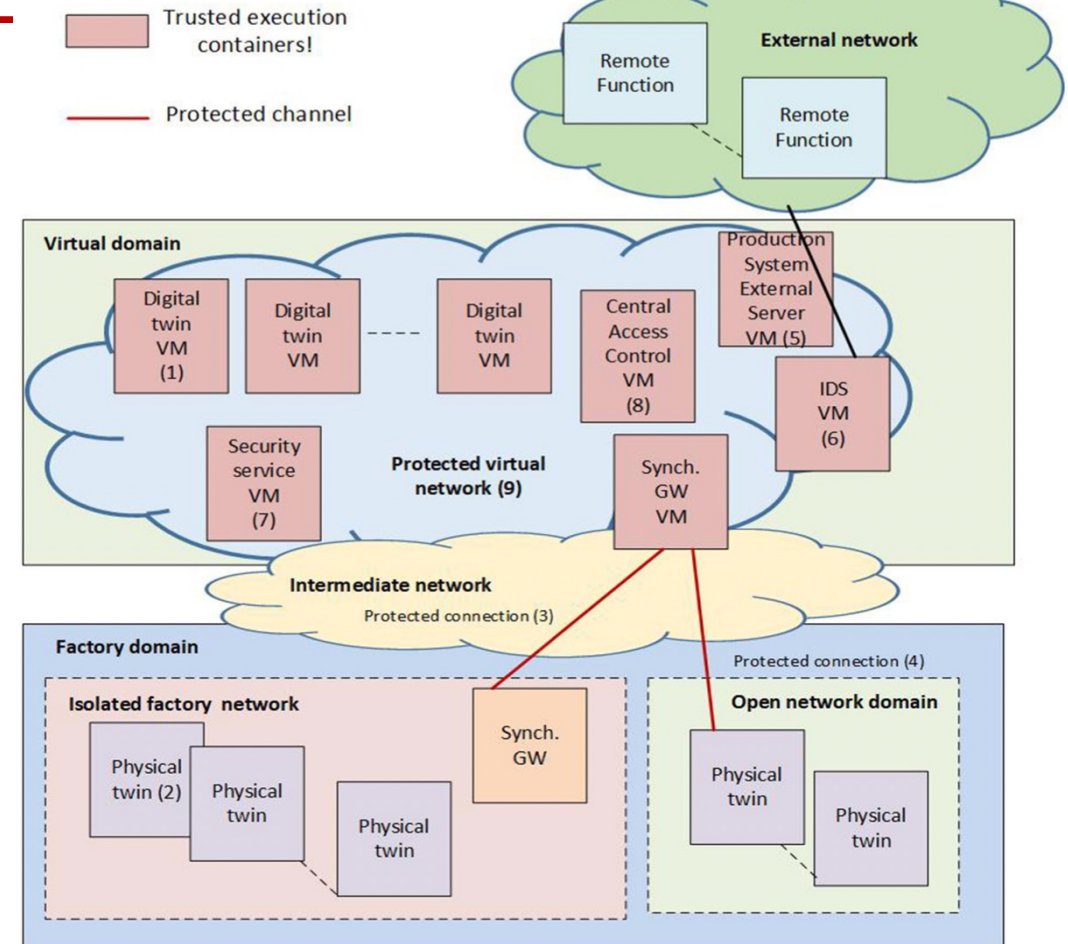 Trusted execution
containers!
Protected channel
External network
Remote
Function
Remote
Function
Virtual domain
Digital
twin
VM
(1)
Digital
twin
VM
Digital
twin
VM
Central
Access
Control
VM
(8)
Production
System
External
Server
VM (5)
IDS
VM
(6)
Security
service
VM
(7)
Protected virtual
network (9)
Synch.
GW
VM
Intermediate network
Protected connection (3)
Factory domain
Protected connection (4)
Isolated factory network
Physical
twin (2)
Physical
twin
Physical
twin
Synch.
GW
Open network domain
Physical
twin
Physical
twin